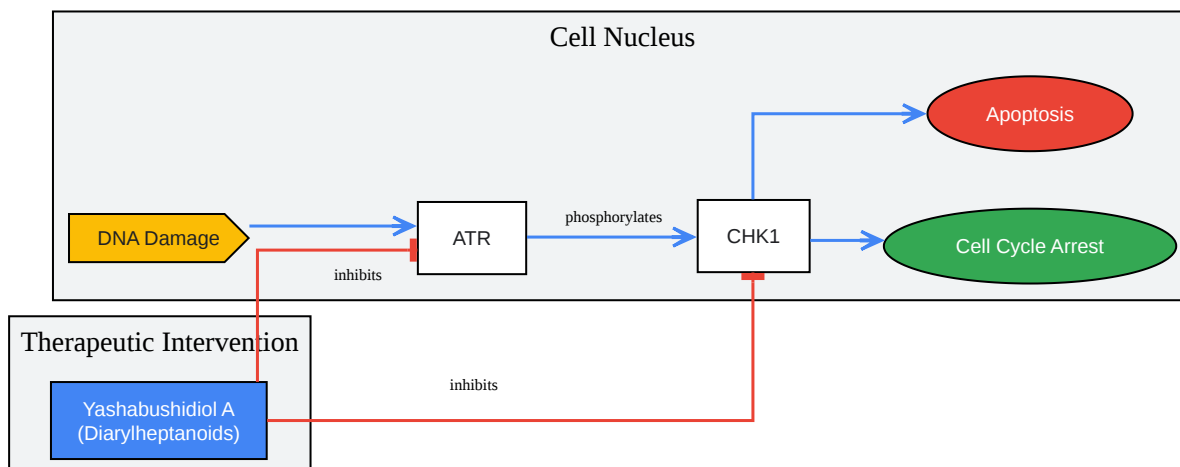 Cell Nucleus
Apoptosis
DNA Damage
ATR
phosphorylates
CHK1
Cell Cycle Arrest
inhibits
Therapeutic Intervention
Yashabushidiol A
(Diarylheptanoids)
inhibits